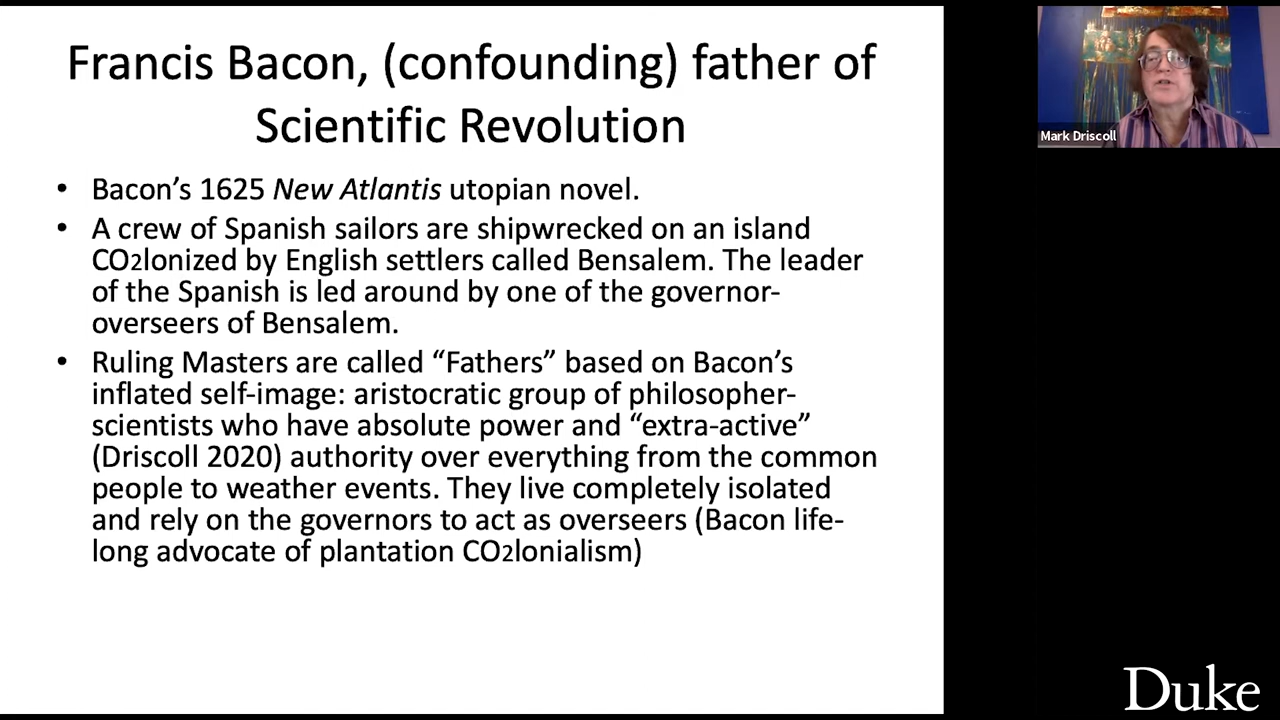 Francis Bacon, (confounding) father of
Scientific Revolution
• Bacon’s 1625 New Atlantis utopian novel.
• A crew of Spanish sailors are shipwrecked on an island
CO2lonized by English settlers called Bensalem. The leader
of the Spanish is led around by one of the governor-
overseers of Bensalem.
• Ruling Masters are called “Fathers” based on Bacon’s
inflated self-image: aristocratic group of philosopher-
scientists who have absolute power and “extra-active”
(Driscoll 2020) authority over everything from the common
people to weather events. They live completely isolated
and rely on the governors to act as overseers (Bacon life-
long advocate of plantation CO2lonialism)
Mark Driscoll
Duke